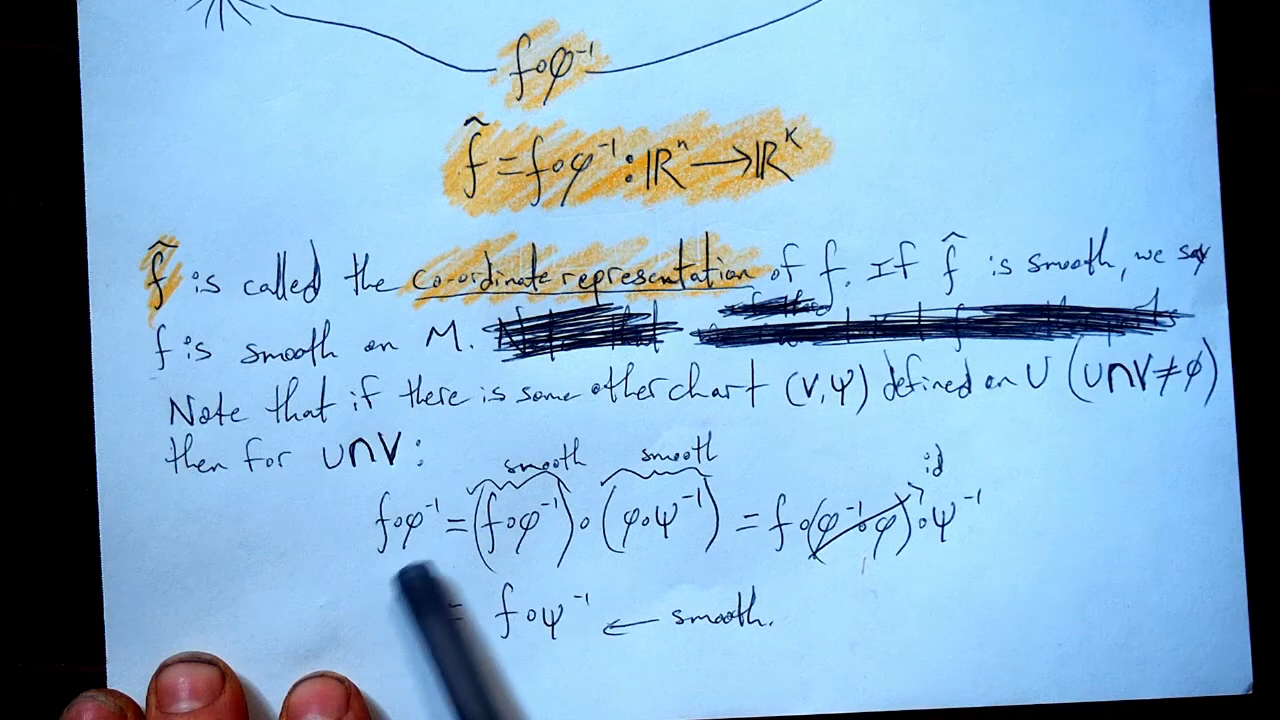 f∘φ⁻¹
f̂ = f∘φ⁻¹ : ℝⁿ → ℝᴷ
f̂ is called the co-ordinate representation of f. If f̂ is smooth, we say
f is smooth on M.
Note that if there is some other chart (V,ψ) defined on U (U∩V≠ϕ)
then for U∩V:
smooth smooth id
f∘φ⁻¹ = (f∘φ⁻¹)∘(φ∘ψ⁻¹) = f∘(φ⁻¹∘φ)∘ψ⁻¹
= f∘ψ⁻¹ ← smooth.